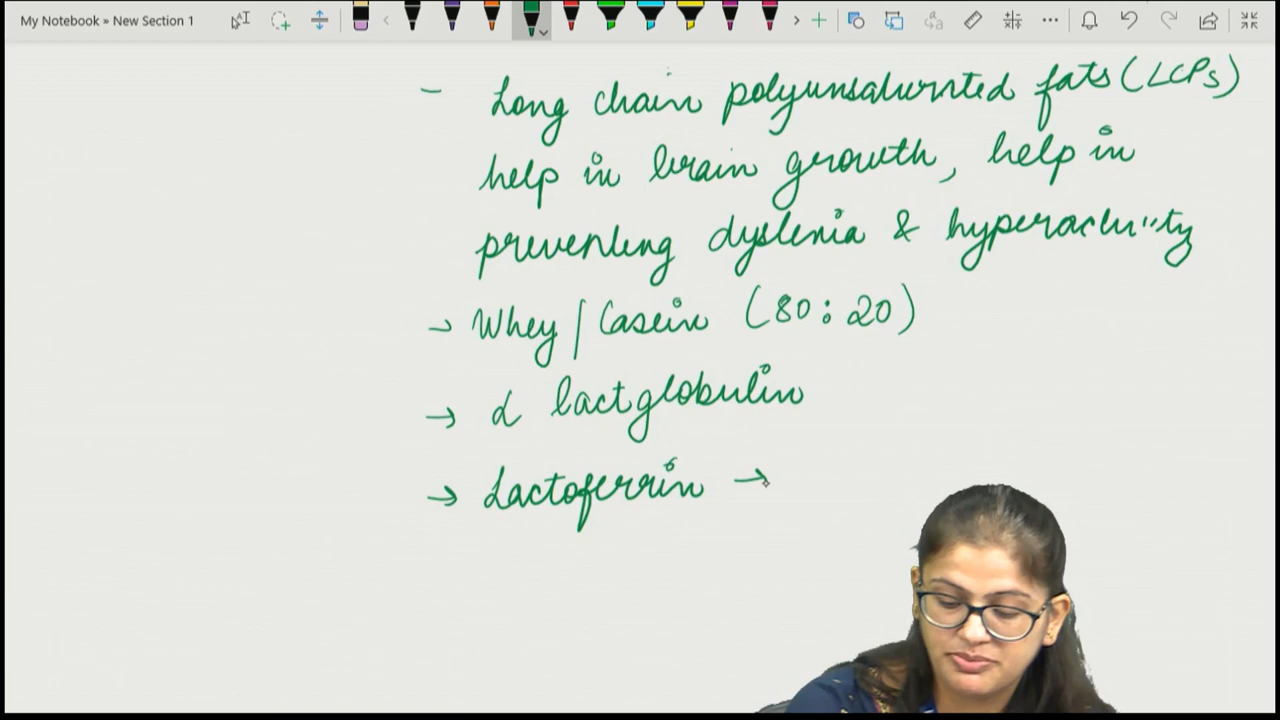 My Notebook » New Section 1
- Long chain polyunsaturated fats (LCPs)
help in brain growth, help in
preventing dyslexia & hyperactivity
→ Whey / Casein (80:20)
→ α lactglobulin
→ Lactoferrin →